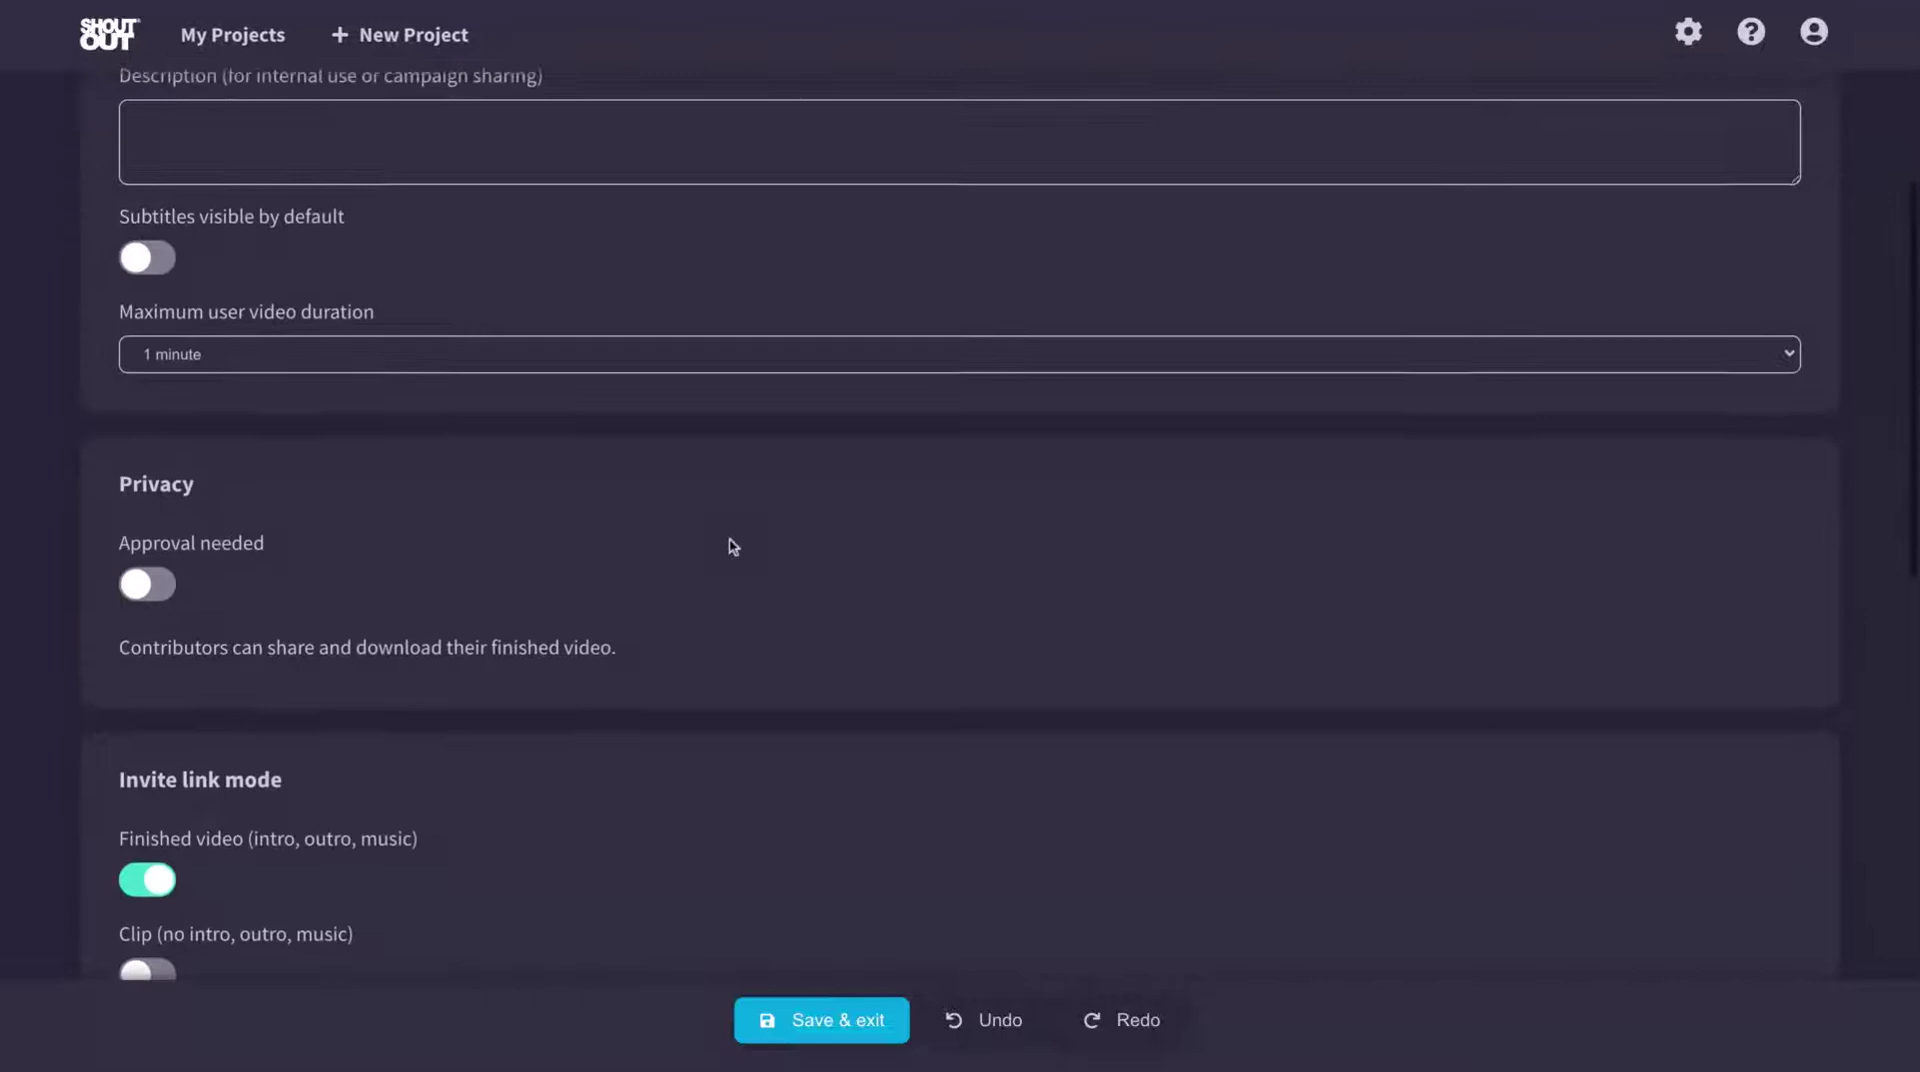 SHOUT
OUT
My Projects
New Project
Description (for internal use or campaign sharing)
Subtitles visible by default
Maximum user video duration
1 minute
Privacy
Approval needed
Contributors can share and download their finished video.
Invite link mode
Finished video (intro, outro, music)
Clip (no intro, outro, music)
Save & exit
Undo
Redo